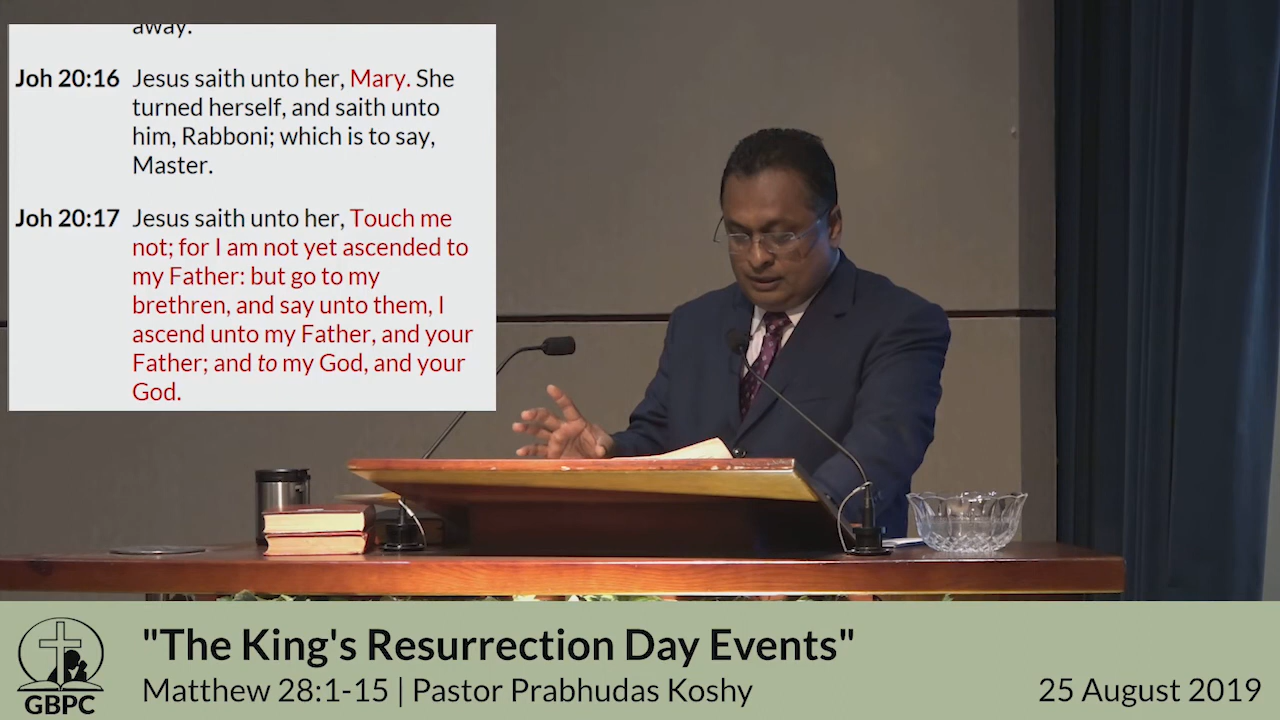 away.
Joh 20:16 Jesus saith unto her, Mary. She
turned herself, and saith unto
him, Rabboni; which is to say,
Master.
Joh 20:17 Jesus saith unto her, Touch me
not; for I am not yet ascended to
my Father: but go to my
brethren, and say unto them, I
ascend unto my Father, and your
Father; and to my God, and your
God.
"The King's Resurrection Day Events"
Matthew 28:1-15 | Pastor Prabhudas Koshy
25 August 2019
GBPC